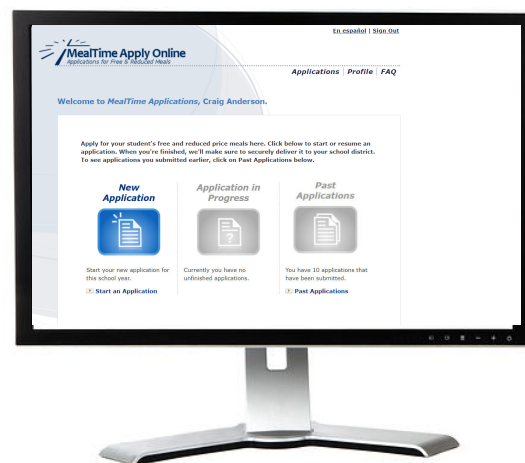 En español | Sign Out
MealTime Apply Online
Applications for Free & Reduced Meals
Applications | Profile | FAQ
Welcome to MealTime Applications, Craig Anderson.
Apply for your student's free and reduced price meals here. Click below to start or resume an
application. When you're finished, we'll make sure to securely deliver it to your school district.
To see applications you submitted earlier, click on Past Applications below.
New
Application
Start your new application for
this school year.
Start an Application
Application in
Progress
?
Currently you have no
unfinished applications.
Past
Applications
You have 10 applications that
have been submitted.
Past Applications